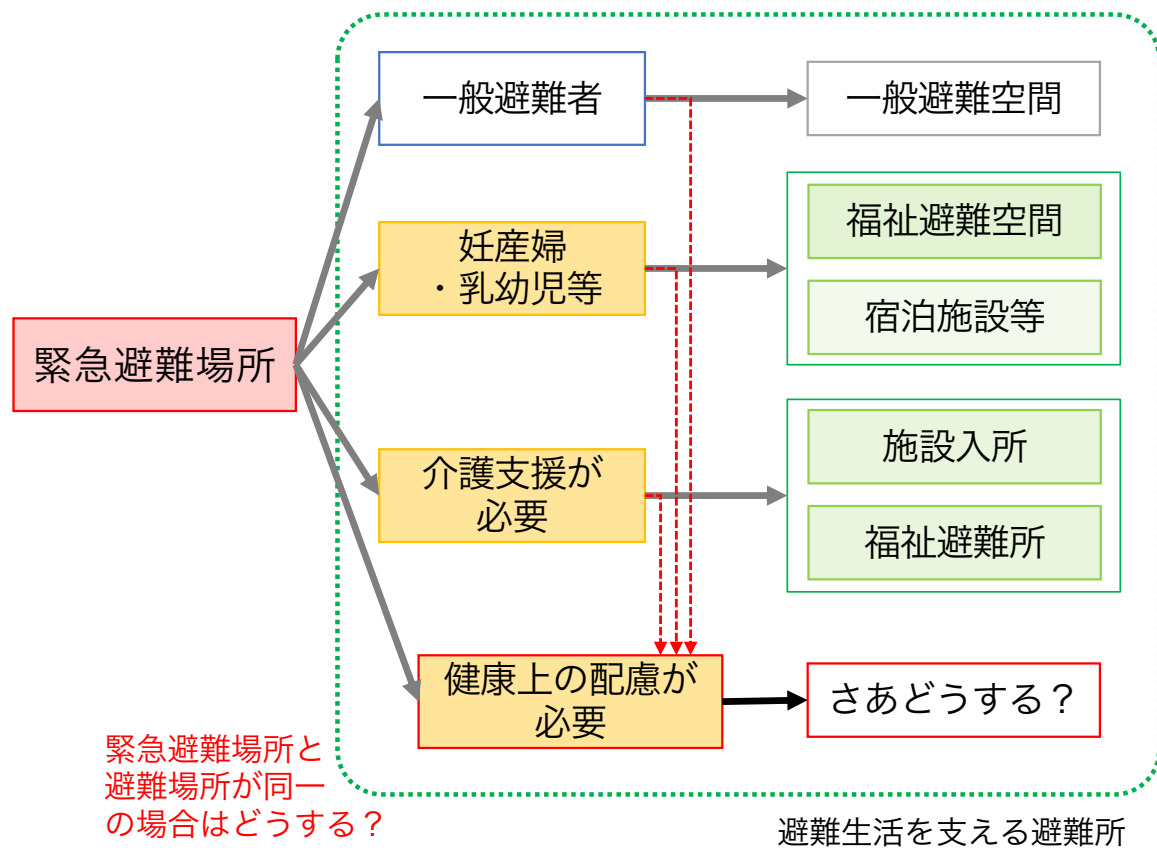 一般避難者
一般避難空間
妊産婦
・乳幼児等
福祉避難空間
宿泊施設等
緊急避難場所
介護支援が
必要
施設入所
福祉避難所
健康上の配慮が
必要
さあどうする？
緊急避難場所と
避難場所が同一
の場合はどうする？
避難生活を支える避難所